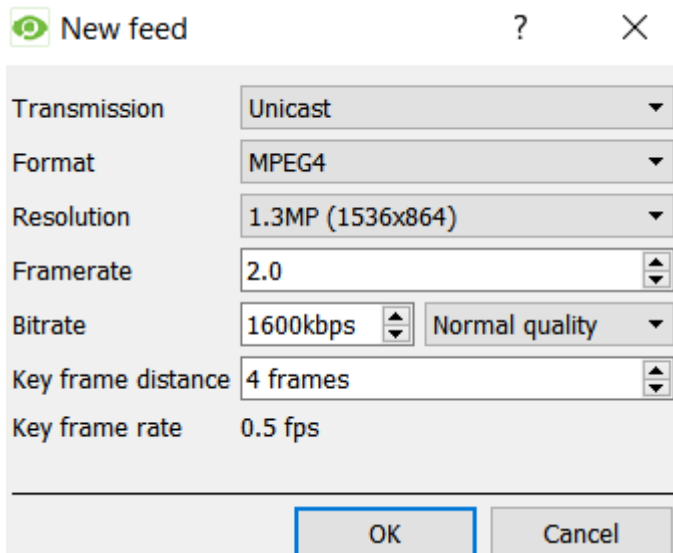 New feed ?
Transmission Unicast
Format MPEG4
Resolution 1.3MP (1536x864)
Framerate 2.0
Bitrate 1600kbps Normal quality
Key frame distance 4 frames
Key frame rate 0.5 fps
OK Cancel